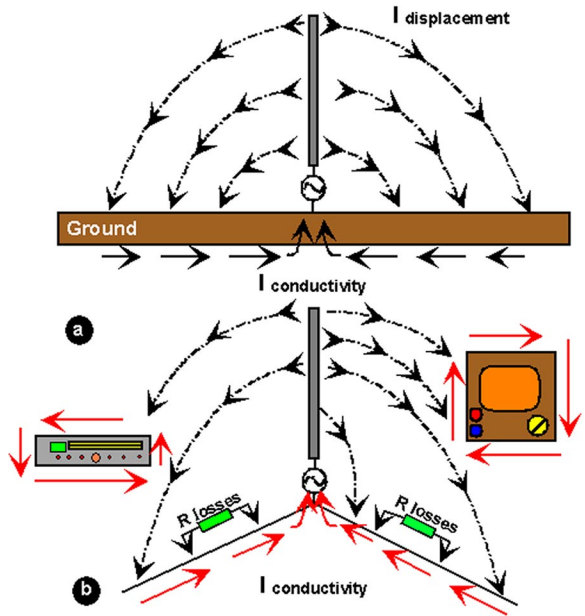 I displacement
Ground
I conductivity
a
R losses
R losses
b
I conductivity